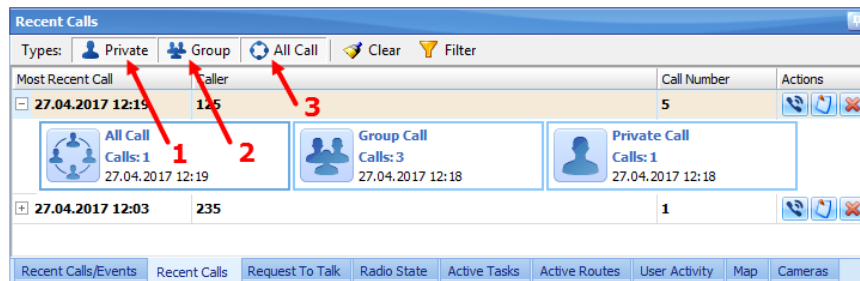 Recent Calls
Types: Private Group All Call Clear Filter
Most Recent Call Caller Call Number Actions
27.04.2017 12:19 125 5
3
All Call Group Call Private Call
Calls: 1 Calls: 3 Calls: 1
1 2
27.04.2017 12:19 27.04.2017 12:18 27.04.2017 12:18
27.04.2017 12:03 235 1
Recent Calls/Events Recent Calls Request To Talk Radio State Active Tasks Active Routes User Activity Map Cameras